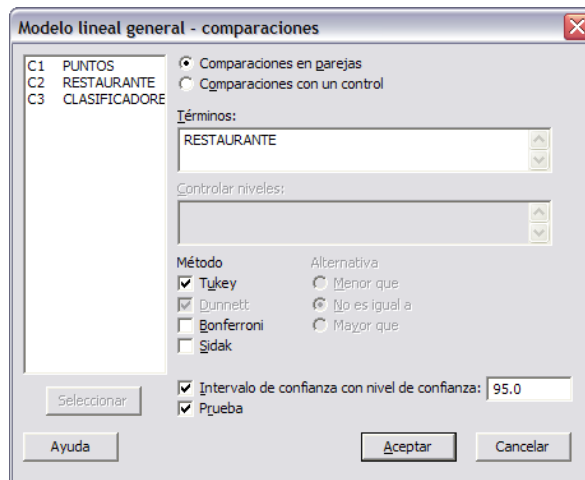 Modelo lineal general - comparaciones
C1 PUNTOS
C2 RESTAURANTE
C3 CLASIFICADORE
Comparaciones en parejas
Comparaciones con un control
Términos:
RESTAURANTE
Controlar niveles:
Método
Tukey
Dunnett
Bonferroni
Sidak
Alternativa
Menor que
No es igual a
Mayor que
Seleccionar
Intervalo de confianza con nivel de confianza: 95.0
Prueba
Ayuda
Aceptar
Cancelar